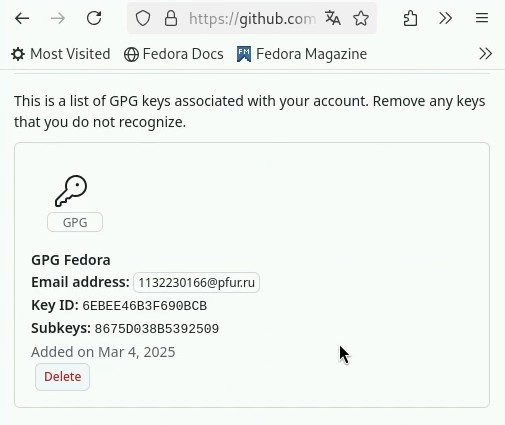 https://github.com
Most Visited
Fedora Docs
FM
Fedora Magazine
This is a list of GPG keys associated with your account. Remove any keys
that you do not recognize.
GPG
GPG Fedora
Email address: 1132230166@pfur.ru
Key ID: 6EBEE46B3F690BCB
Subkeys: 8675D038B5392509
Added on Mar 4, 2025
Delete